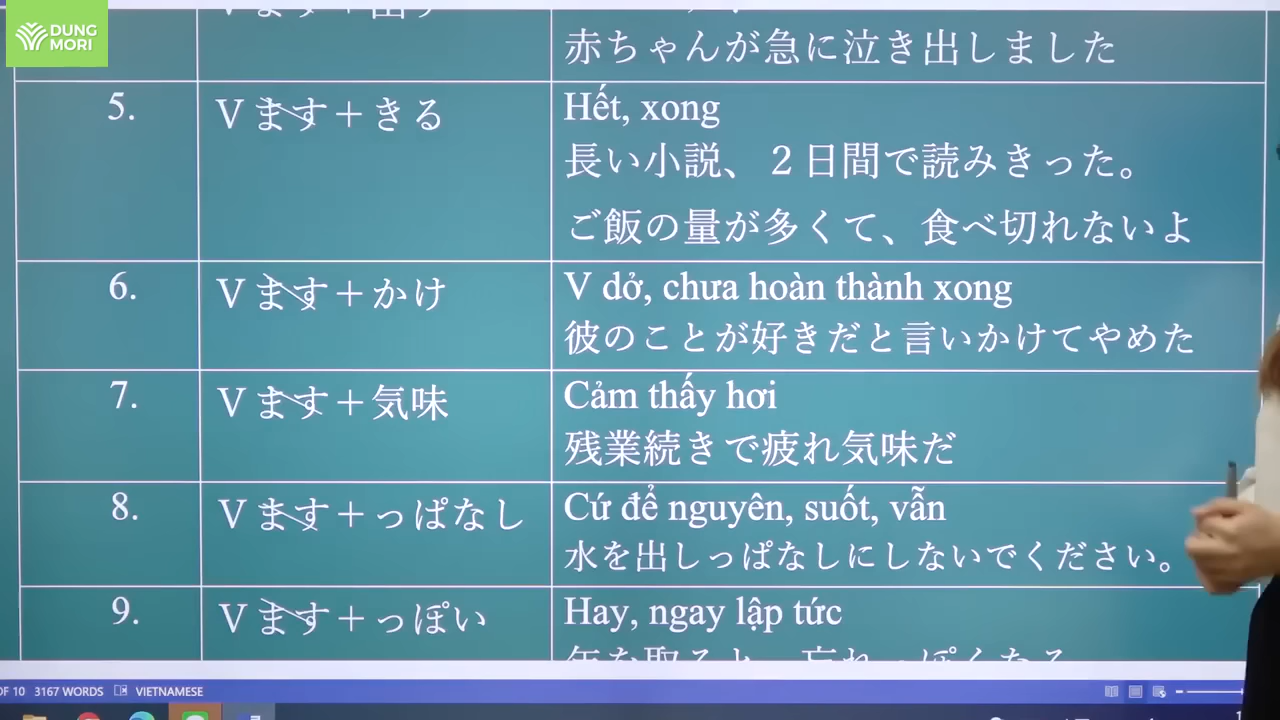 DUNG
MORI
赤ちゃんが急に泣き出しました
5.
V ます＋きる
Hết, xong
長い小説、２日間で読みきった。
ご飯の量が多くて、食べ切れないよ
6.
V ます＋かけ
V dở, chưa hoàn thành xong
彼のことが好きだと言いかけてやめた
7.
V ます＋気味
Cảm thấy hơi
残業続きで疲れ気味だ
8.
V ます＋っぱなし
Cứ để nguyên, suốt, vẫn
水を出しっぱなしにしないでください。
9.
V ます＋っぽい
Hay, ngay lập tức
OF 10 3167 WORDS VIETNAMESE